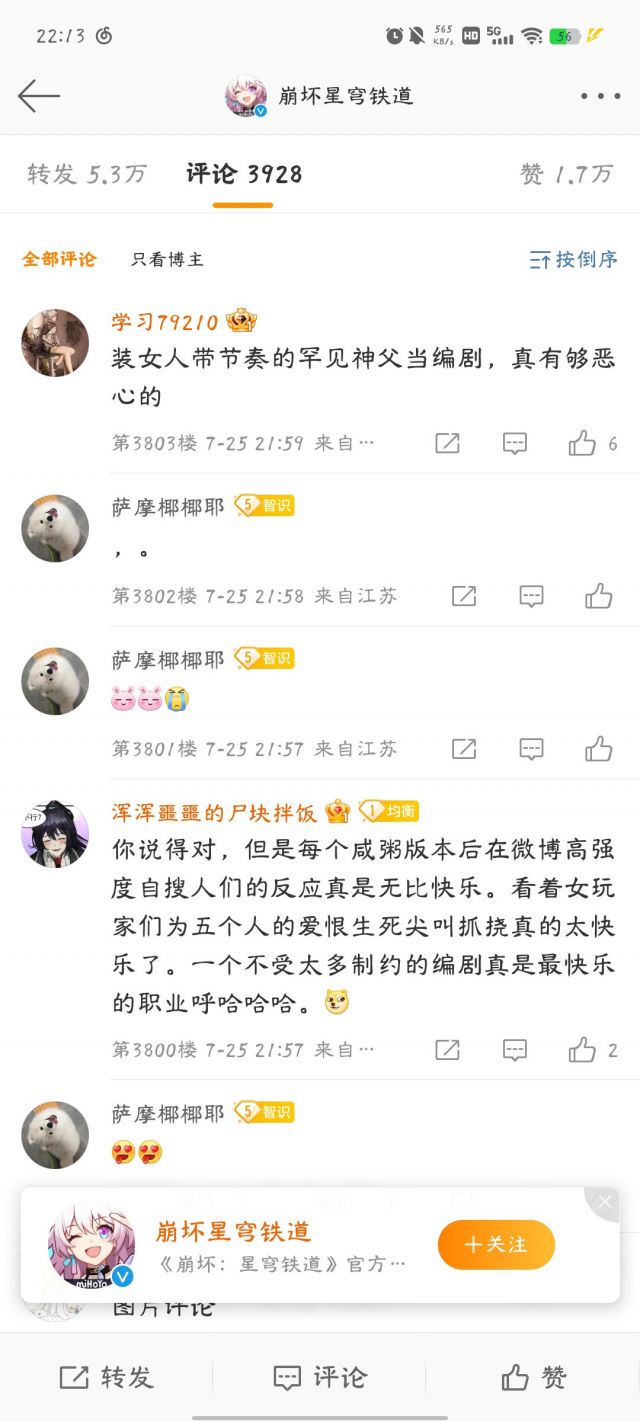 22:13
565
KB/s
HD
5G
56
崩坏星穹铁道
转发 5.3万
评论 3928
赞 1.7万
全部评论
只看博主
按倒序
学习79210
装女人带节奏的罕见神父当编剧，真有够恶
心的
第3803楼 7-25 21:59 来自…
6
萨摩椰椰耶
5 智识
，。
第3802楼 7-25 21:58 来自江苏
萨摩椰椰耶
5 智识
第3801楼 7-25 21:57 来自江苏
浑浑噩噩的尸块拌饭
1 均衡
你说得对，但是每个咸粥版本后在微博高强
度自搜人们的反应真是无比快乐。看着女玩
家们为五个人的爱恨生死尖叫抓挠真的太快
乐了。一个不受太多制约的编剧真是最快乐
的职业呼哈哈哈。
第3800楼 7-25 21:57 来自…
2
萨摩椰椰耶
5 智识
崩坏星穹铁道
《崩坏：星穹铁道》官方…
miHoYo
＋关注
图片评论
转发
评论
赞